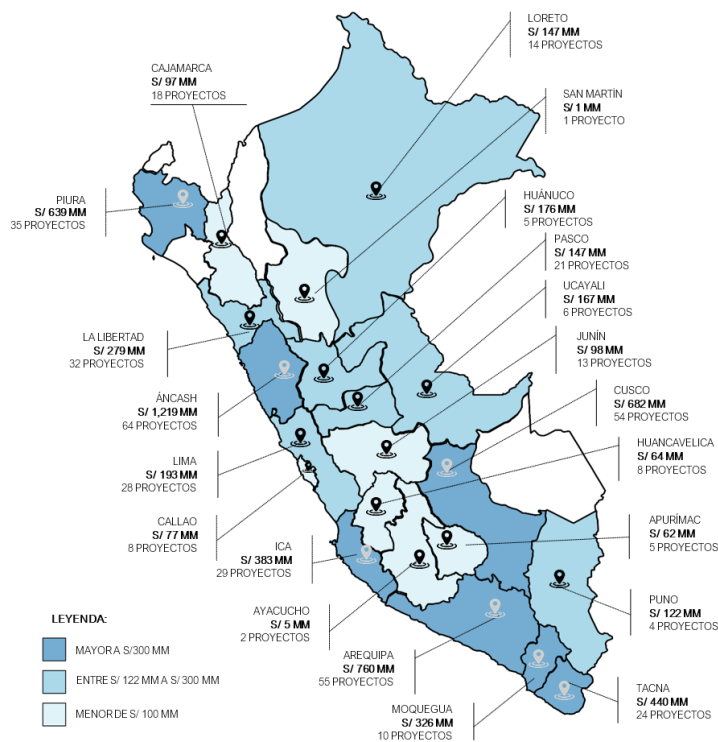 LORETO
S/ 147 MM
14 PROYECTOS
CAJAMARCA
S/ 97 MM
18 PROYECTOS
SAN MARTÍN
S/ 1 MM
1 PROYECTO
PIURA
S/ 639 MM
35 PROYECTOS
HUÁNUCO
S/ 176 MM
5 PROYECTOS
PASCO
S/ 147 MM
21 PROYECTOS
UCAYALI
S/ 167 MM
6 PROYECTOS
LA LIBERTAD
S/ 279 MM
32 PROYECTOS
JUNÍN
S/ 98 MM
13 PROYECTOS
ÁNCASH
S/ 1,219 MM
64 PROYECTOS
CUSCO
S/ 682 MM
54 PROYECTOS
LIMA
S/ 193 MM
28 PROYECTOS
HUANCAVELICA
S/ 64 MM
8 PROYECTOS
CALLAO
S/ 77 MM
8 PROYECTOS
ICA
S/ 383 MM
29 PROYECTOS
APURÍMAC
S/ 62 MM
5 PROYECTOS
AYACUCHO
S/ 5 MM
2 PROYECTOS
PUNO
S/ 122 MM
4 PROYECTOS
AREQUIPA
S/ 760 MM
55 PROYECTOS
MOQUEGUA
S/ 326 MM
10 PROYECTOS
TACNA
S/ 440 MM
24 PROYECTOS
LEYENDA:
MAYOR A S/300 MM
ENTRE S/ 122 MM A S/ 300 MM
MENOR DE S/ 100 MM